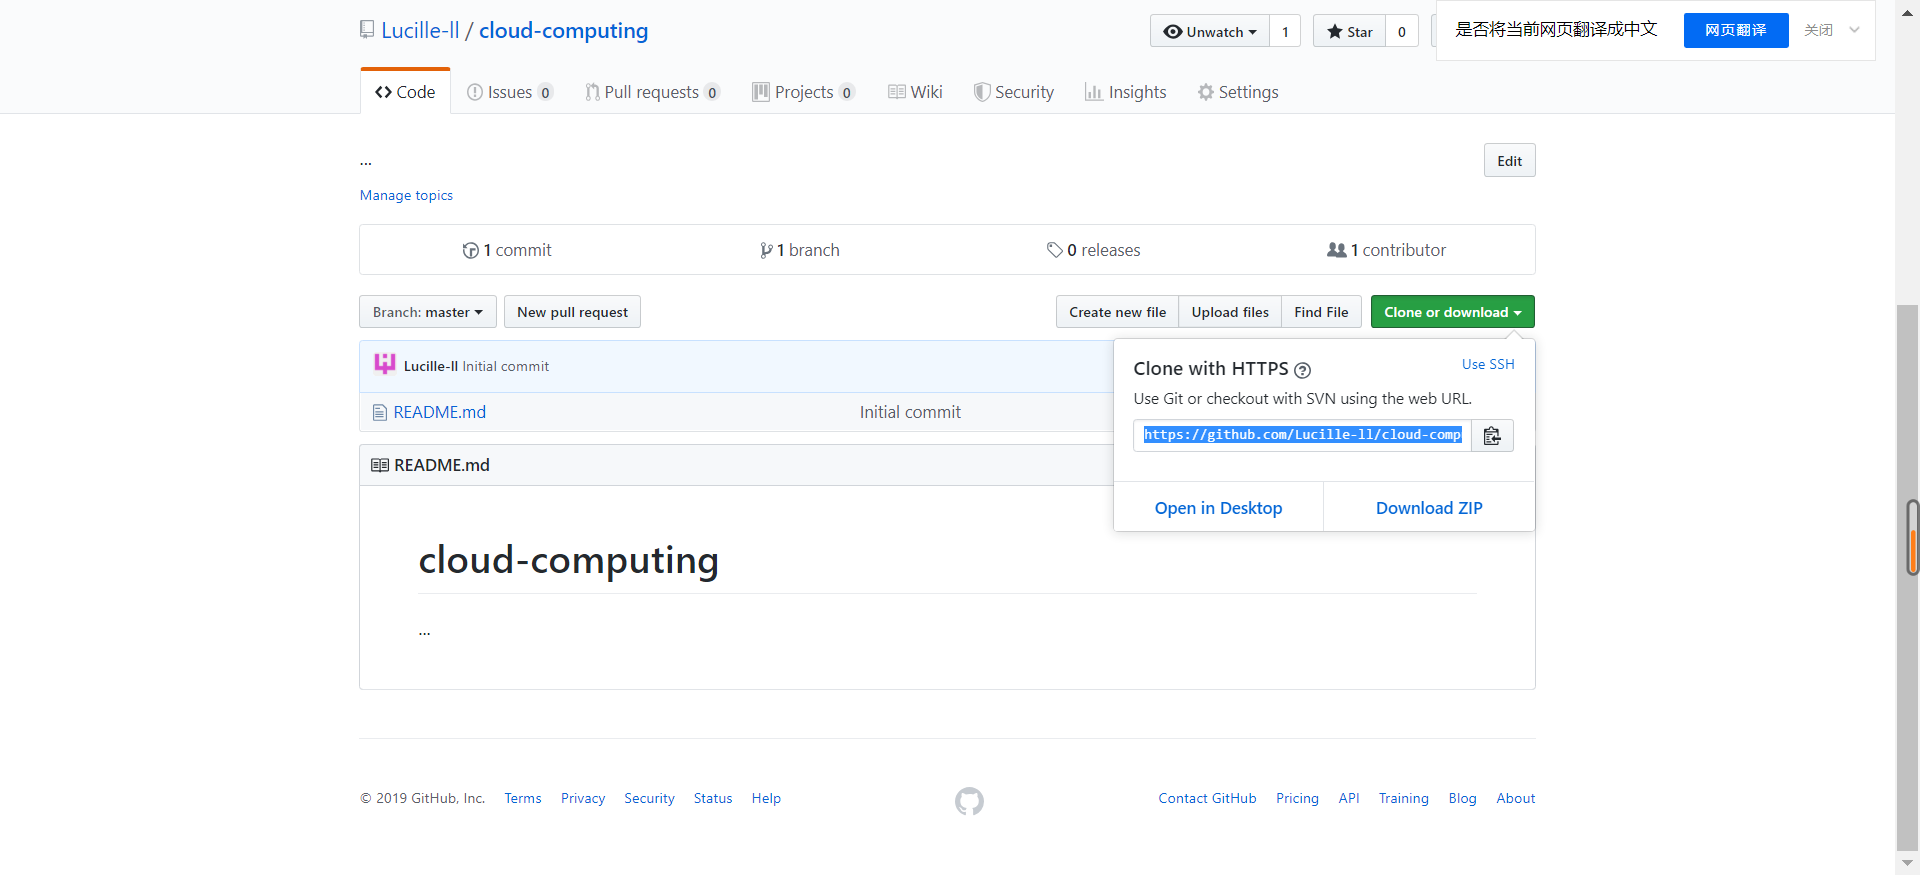 Lucille-ll / cloud-computing
Unwatch 1 Star 0
是否将当前网页翻译成中文 网页翻译 关闭
Code Issues 0 Pull requests 0 Projects 0 Wiki Security Insights Settings
... Edit
Manage topics
1 commit 1 branch 0 releases 1 contributor
Branch: master New pull request Create new file Upload files Find File Clone or download
Lucille-ll Initial commit
README.md Initial commit
Clone with HTTPS ? Use SSH
Use Git or checkout with SVN using the web URL.
https://github.com/Lucille-ll/cloud-comp
Open in Desktop Download ZIP
README.md
cloud-computing
...
© 2019 GitHub, Inc. Terms Privacy Security Status Help Contact GitHub Pricing API Training Blog About